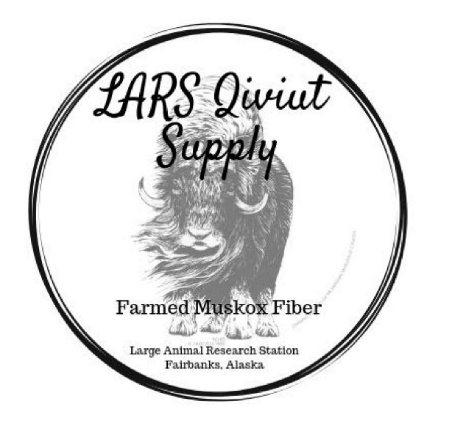 LARS Qiviut
Supply
Farmed Muskox Fiber
Large Animal Research Station
Fairbanks, Alaska